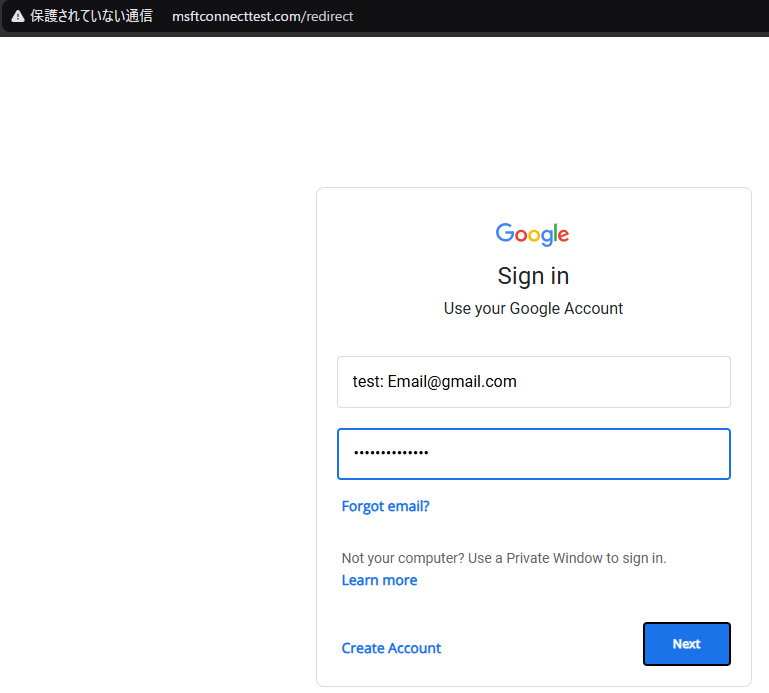 保護されていない通信 msftconnecttest.com/redirect
Google
Sign in
Use your Google Account
test: Email@gmail.com
••••••••••••••
Forgot email?
Not your computer? Use a Private Window to sign in.
Learn more
Create Account
Next